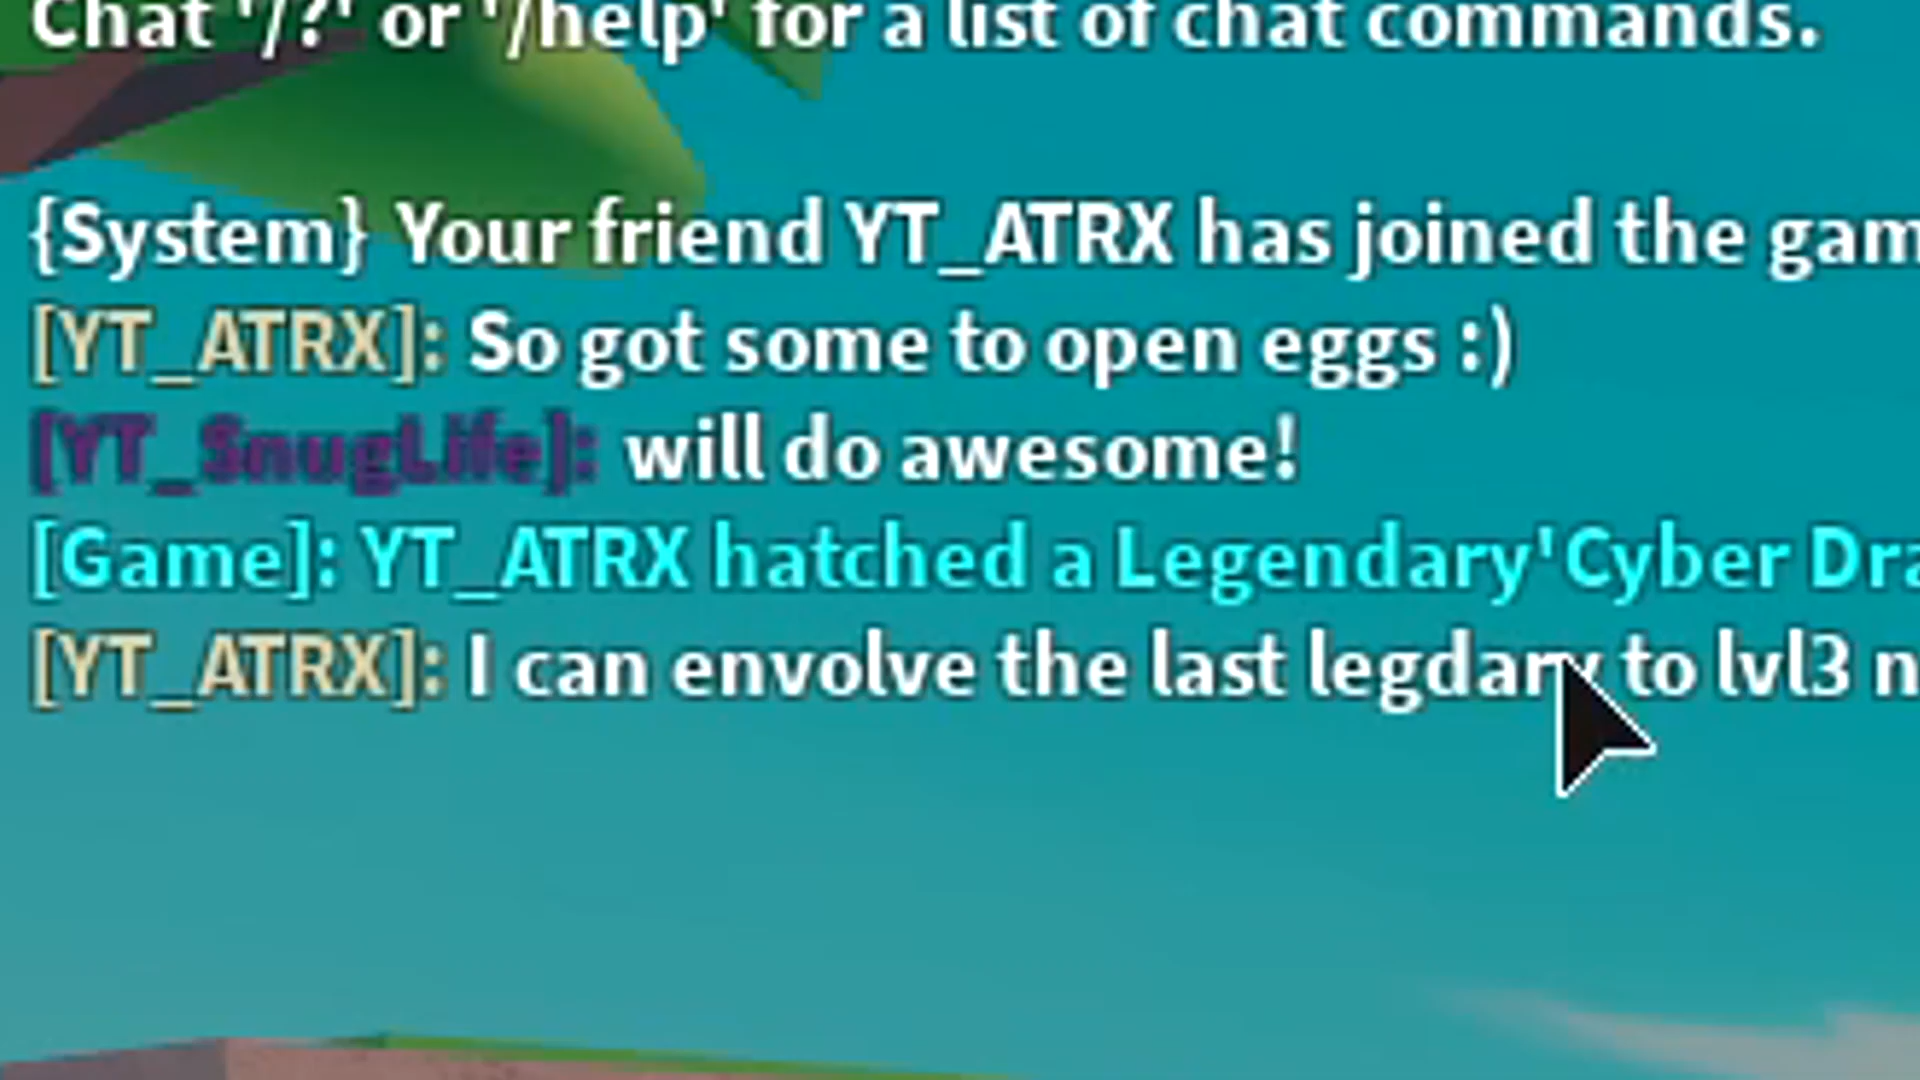 Chat '/?' or '/help' for a list of chat commands.
{System} Your friend YT_ATRX has joined the gam
[YT_ATRX]: So got some to open eggs :)
[YT_SnugLife]: will do awesome!
[Game]: YT_ATRX hatched a Legendary'Cyber Dra
[YT_ATRX]: I can envolve the last legdary to lvl3 n